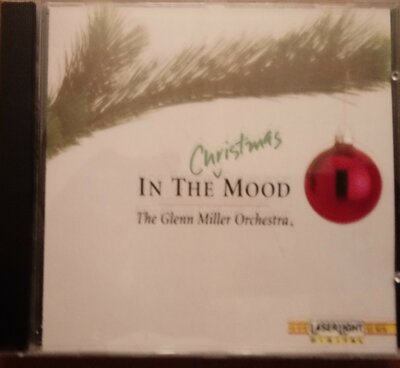 Christmas
IN THE MOOD
The Glenn Miller Orchestra
LASERLIGHT
DIGITAL